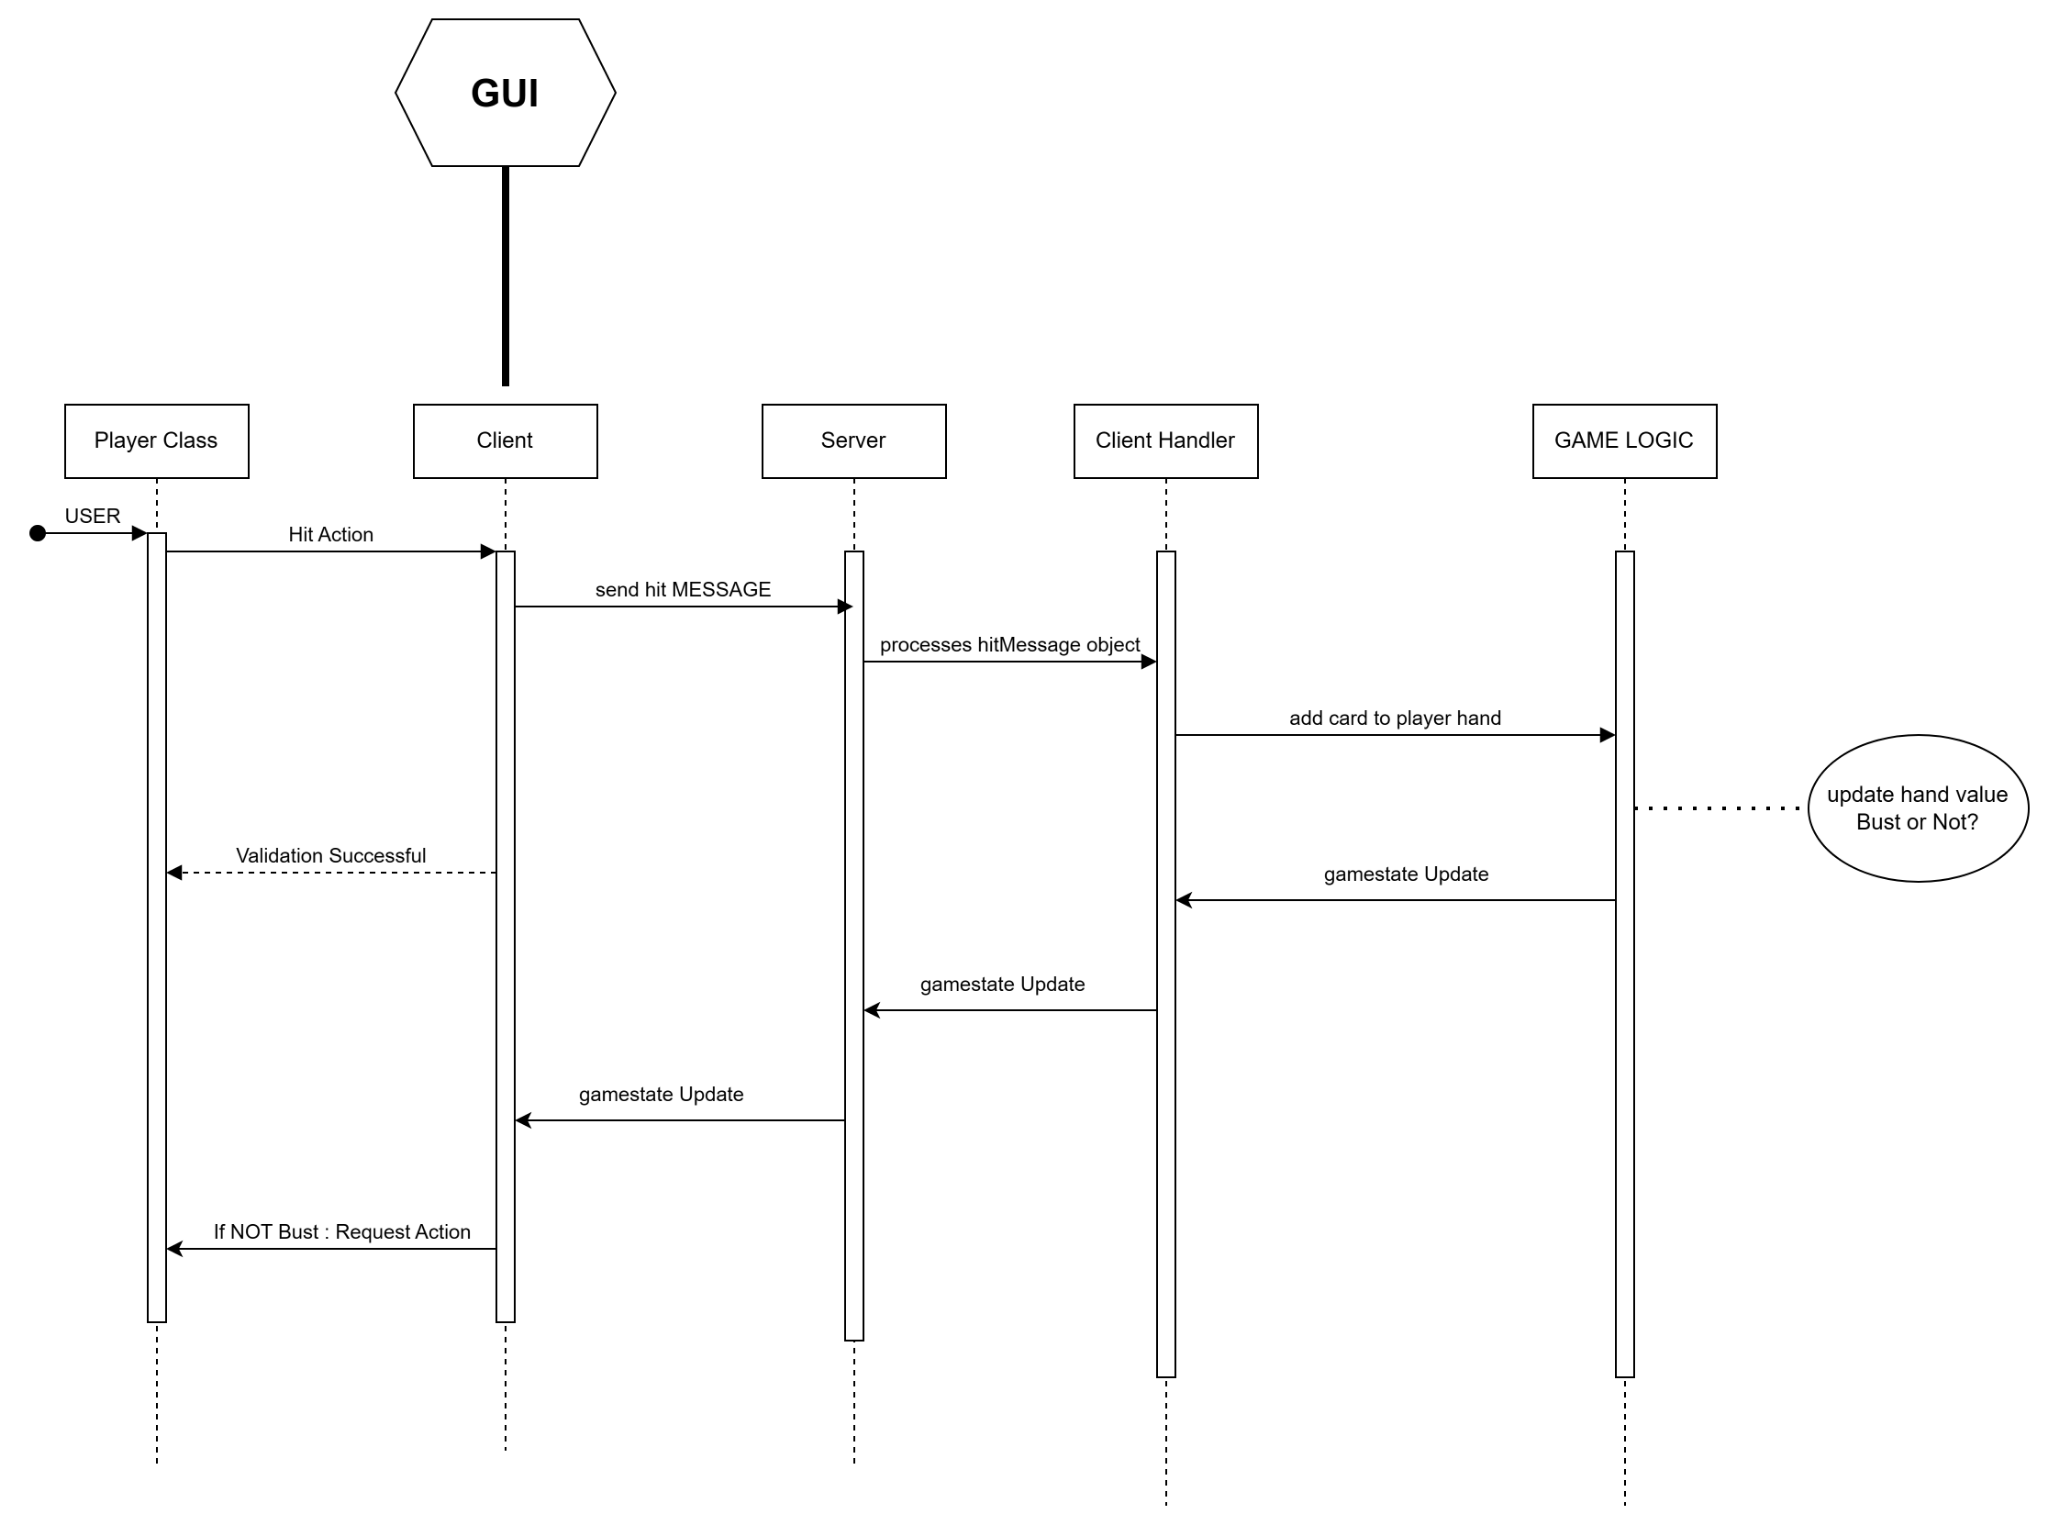 GUI
Player Class
Client
Server
Client Handler
GAME LOGIC
USER
Hit Action
send hit MESSAGE
processes hitMessage object
add card to player hand
update hand value
Bust or Not?
Validation Successful
gamestate Update
gamestate Update
gamestate Update
If NOT Bust : Request Action